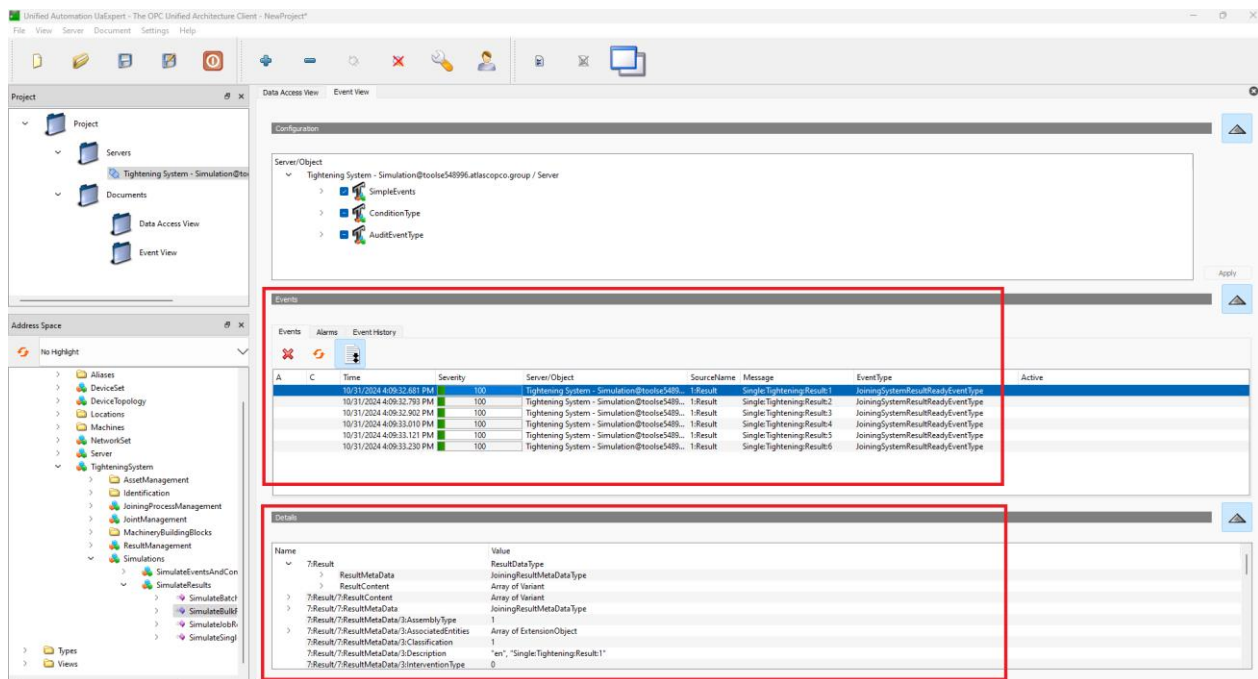 Unified Automation UaExpert - The OPC Unified Architecture Client - NewProject*
File View Server Document Settings Help
Project
Project
Servers
Tightening System - Simulation@to
Documents
Data Access View
Event View
Address Space
No Highlight
Aliases
DeviceSet
DeviceTopology
Locations
Machines
NetworkSet
Server
TighteningSystem
AssetManagement
Identification
JoiningProcessManagement
JointManagement
MachineryBuildingBlocks
ResultManagement
Simulations
SimulateEventsAndCon
SimulateResults
SimulateBatch
SimulateBulk
SimulateJobR
SimulateSingl
Types
Views
Data Access View Event View
Configuration
Server/Object
Tightening System - Simulation@toolse548996.atlascopco.group / Server
SimpleEvents
ConditionType
AuditEventType
Apply
Events
Events Alarms Event History
A C Time Severity Server/Object SourceName Message EventType Active
10/31/2024 4:09:32.681 PM 100 Tightening System - Simulation@toolse5489... 1:Result Single:Tightening:Result:1 JoiningSystemResultReadyEventType
10/31/2024 4:09:32.793 PM 100 Tightening System - Simulation@toolse5489... 1:Result Single:Tightening:Result:2 JoiningSystemResultReadyEventType
10/31/2024 4:09:32.902 PM 100 Tightening System - Simulation@toolse5489... 1:Result Single:Tightening:Result:3 JoiningSystemResultReadyEventType
10/31/2024 4:09:33.010 PM 100 Tightening System - Simulation@toolse5489... 1:Result Single:Tightening:Result:4 JoiningSystemResultReadyEventType
10/31/2024 4:09:33.121 PM 100 Tightening System - Simulation@toolse5489... 1:Result Single:Tightening:Result:5 JoiningSystemResultReadyEventType
10/31/2024 4:09:33.230 PM 100 Tightening System - Simulation@toolse5489... 1:Result Single:Tightening:Result:6 JoiningSystemResultReadyEventType
Details
Name Value
7:Result ResultDataType
ResultMetaData JoiningResultMetaDataType
ResultContent Array of Variant
7:Result/7:ResultContent Array of Variant
7:Result/7:ResultMetaData JoiningResultMetaDataType
7:Result/7:ResultMetaData/3:AssemblyType 1
7:Result/7:ResultMetaData/3:AssociatedEntities Array of ExtensionObject
7:Result/7:ResultMetaData/3:Classification 1
7:Result/7:ResultMetaData/3:Description "en", "Single:Tightening:Result:1"
7:Result/7:ResultMetaData/3:InterventionType 0